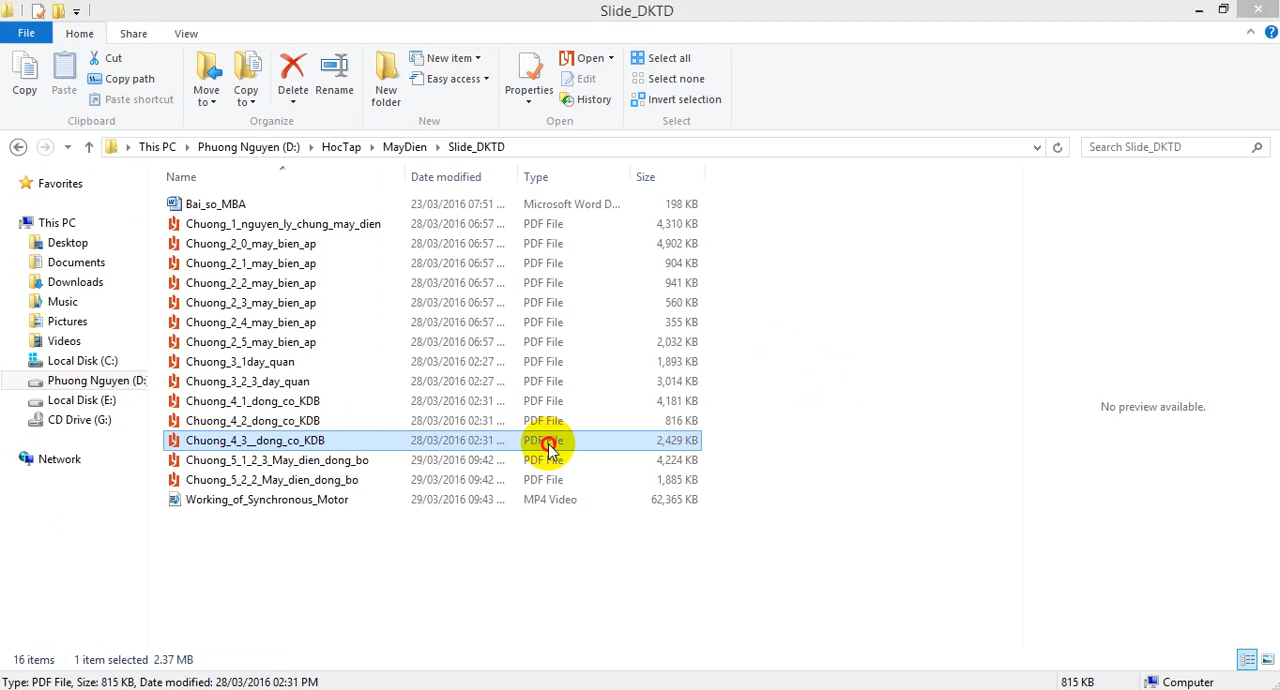 Slide_DKTD
File Home Share View
Copy Paste Cut Copy path Paste shortcut Move to Copy to Delete Rename New folder New item Easy access Properties Open Edit History Select all Select none Invert selection
Clipboard Organize New Open Select
This PC Phuong Nguyen (D:) HocTap MayDien Slide_DKTD Search Slide_DKTD
Name Date modified Type Size
Favorites
This PC
Desktop
Documents
Downloads
Music
Pictures
Videos
Local Disk (C:)
Phuong Nguyen (D:
Local Disk (E:)
CD Drive (G:)
Network
Bai_so_MBA 23/03/2016 07:51 ... Microsoft Word D... 198 KB
Chuong_1_nguyen_ly_chung_may_dien 28/03/2016 06:57 ... PDF File 4,310 KB
Chuong_2_0_may_bien_ap 28/03/2016 06:57 ... PDF File 4,902 KB
Chuong_2_1_may_bien_ap 28/03/2016 06:57 ... PDF File 904 KB
Chuong_2_2_may_bien_ap 28/03/2016 06:57 ... PDF File 941 KB
Chuong_2_3_may_bien_ap 28/03/2016 06:57 ... PDF File 560 KB
Chuong_2_4_may_bien_ap 28/03/2016 06:57 ... PDF File 355 KB
Chuong_2_5_may_bien_ap 28/03/2016 06:57 ... PDF File 2,032 KB
Chuong_3_1day_quan 28/03/2016 02:27 ... PDF File 1,893 KB
Chuong_3_2_3_day_quan 28/03/2016 02:27 ... PDF File 3,014 KB
Chuong_4_1_dong_co_KDB 28/03/2016 02:31 ... PDF File 4,181 KB
Chuong_4_2_dong_co_KDB 28/03/2016 02:31 ... PDF File 816 KB
Chuong_4_3__dong_co_KDB 28/03/2016 02:31 ... PDF File 2,429 KB
Chuong_5_1_2_3_May_dien_dong_bo 29/03/2016 09:42 ... PDF File 4,224 KB
Chuong_5_2_2_May_dien_dong_bo 29/03/2016 09:42 ... PDF File 1,885 KB
Working_of_Synchronous_Motor 29/03/2016 09:43 ... MP4 Video 62,365 KB
No preview available.
16 items 1 item selected 2.37 MB
Type: PDF File, Size: 815 KB, Date modified: 28/03/2016 02:31 PM 815 KB Computer